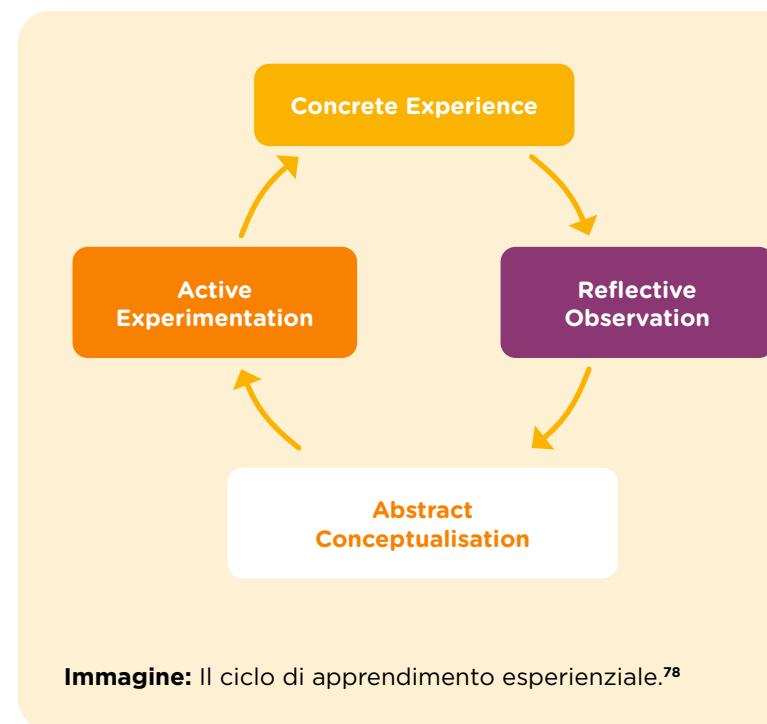 Concrete Experience
Active
Experimentation
Reflective
Observation
Abstract
Conceptualisation
Immagine: Il ciclo di apprendimento esperienziale.⁷⁸